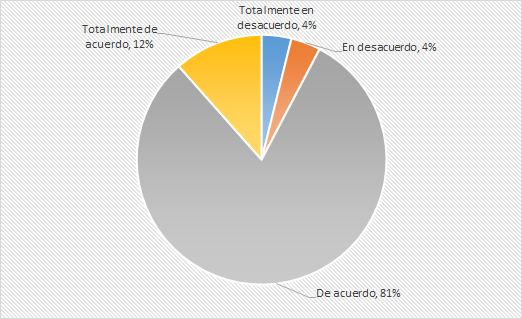 Totalmente en
desacuerdo, 4%
Totalmente de
acuerdo, 12%
En desacuerdo, 4%
De acuerdo, 81%